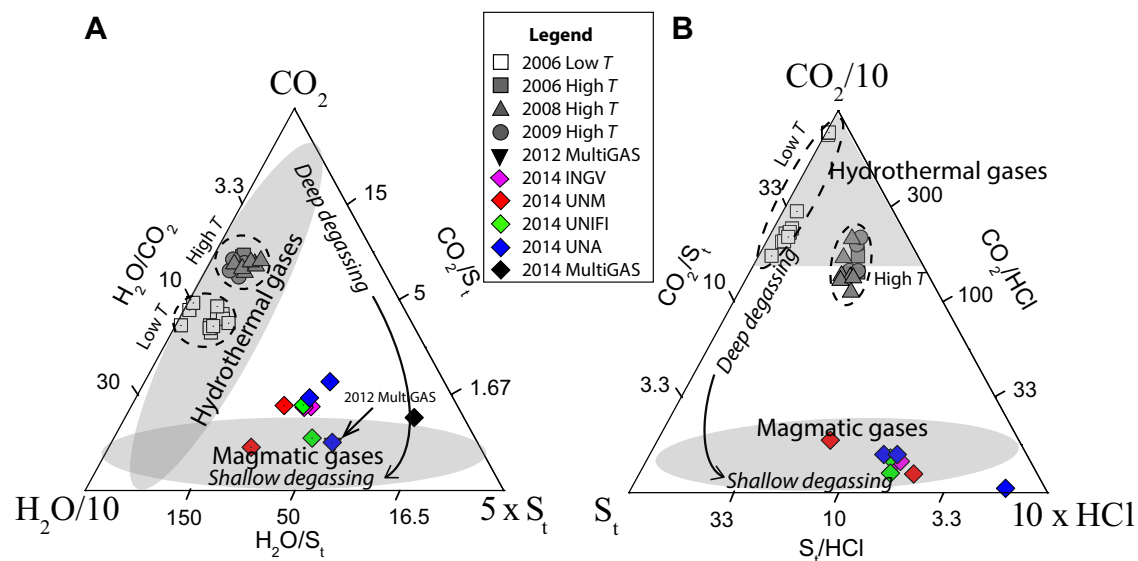 A
B
Legend
2006 Low T
2006 High T
2008 High T
2009 High T
2012 MultiGAS
2014 INGV
2014 UNM
2014 UNIFI
2014 UNA
2014 MultiGAS
CO₂
3.3
15
H₂O/CO₂
High T
Deep degassing
CO₂/Sₜ
10
5
Low T
Hydrothermal gases
30
1.67
2012 MultiGAS
Magmatic gases
Shallow degassing
H₂O/10
5 x Sₜ
150
50
16.5
H₂O/Sₜ
CO₂/10
Low T
Hydrothermal gases
33
300
CO₂/Sₜ
CO₂/HCl
High T
10
100
Deep degassing
3.3
33
Magmatic gases
Shallow degassing
Sₜ
10 x HCl
33
10
3.3
Sₜ/HCl